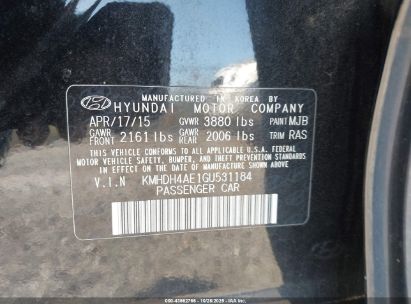 MANUFACTURED IN KOREA BY
HYUNDAI MOTOR COMPANY
APR/17/15 GVWR 3880 lbs PAINT MJB
GAWR FRONT 2161 lbs GAWR REAR 2006 lbs TRIM RAS
THIS VEHICLE CONFORMS TO ALL APPLICABLE U.S.A. FEDERAL
MOTOR VEHICLE SAFETY, BUMPER, AND THEFT PREVENTION
STANDARDS IN EFFECT ON THE DATE OF MANUFACTURE SHOWN ABOVE.
V.I.N KMHDH4AE1GU531184
PASSENGER CAR